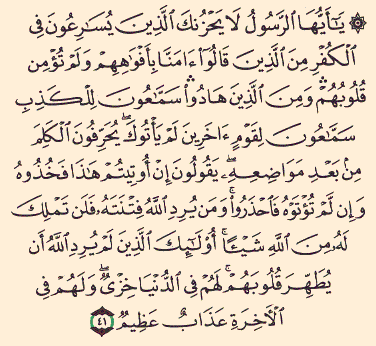 ۞ يَٰٓأَيُّهَا ٱلرَّسُولُ لَا يَحۡزُنكَ ٱلَّذِينَ يُسَٰرِعُونَ فِي
ٱلۡكُفۡرِ مِنَ ٱلَّذِينَ قَالُوٓاْ ءَامَنَّا بِأَفۡوَٰهِهِمۡ وَلَمۡ تُؤۡمِن
قُلُوبُهُمۡۛ وَمِنَ ٱلَّذِينَ هَادُواْۛ سَمَّٰعُونَ لِلۡكَذِبِ
سَمَّٰعُونَ لِقَوۡمٍ ءَاخَرِينَ لَمۡ يَأۡتُوكَۖ يُحَرِّفُونَ ٱلۡكَلِمَ
مِنۢ بَعۡدِ مَوَاضِعِهِۦۖ يَقُولُونَ إِنۡ أُوتِيتُمۡ هَٰذَا فَخُذُوهُ
وَإِن لَّمۡ تُؤۡتَوۡهُ فَٱحۡذَرُواْۚ وَمَن يُرِدِ ٱللَّهُ فِتۡنَتَهُۥ فَلَن تَمۡلِكَ
لَهُۥ مِنَ ٱللَّهِ شَيۡـًٔاۚ أُوْلَٰٓئِكَ ٱلَّذِينَ لَمۡ يُرِدِ ٱللَّهُ أَن
يُطَهِّرَ قُلُوبَهُمۡۚ لَهُمۡ فِي ٱلدُّنۡيَا خِزۡيٞۖ وَلَهُمۡ فِي
ٱلۡأٓخِرَةِ عَذَابٌ عَظِيمٞ ٤١